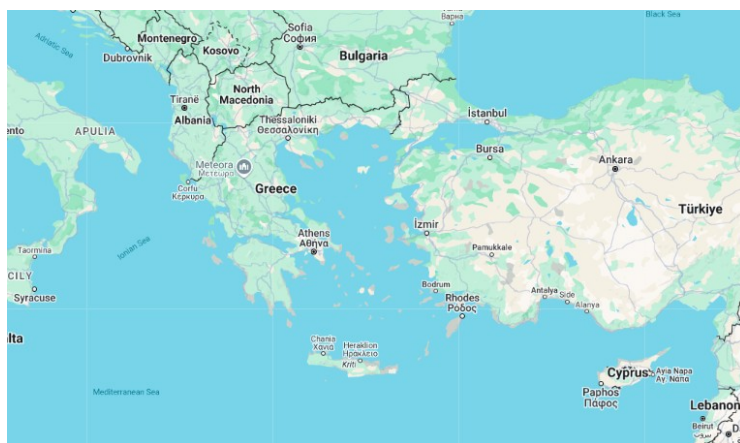 Black Sea
Варна
Sofia
София
Adriatic Sea
Montenegro
Kosovo
Dubrovnik
Bulgaria
North
Macedonia
Tiranë
Albania
Thessaloniki
Θεσσαλονίκη
İstanbul
ento
APULIA
Bursa
Ankara
Meteora
Μετέωρα
Corfu
Κέρκυρα
Greece
Türkiye
Athens
Αθήνα
İzmir
Pamukkale
Ionian Sea
Taormina
CILY
Syracuse
Bodrum
Rhodes
Ρόδος
Antalya
Side
Alanya
lta
Chania
Χανιά
Heraklion
Ηράκλειο
Kriti
Cyprus
Ayia Napa
Αγ. Νάπα
Paphos
Πάφος
Mediterranean Sea
Lebanon
Beirut
بيروت
D